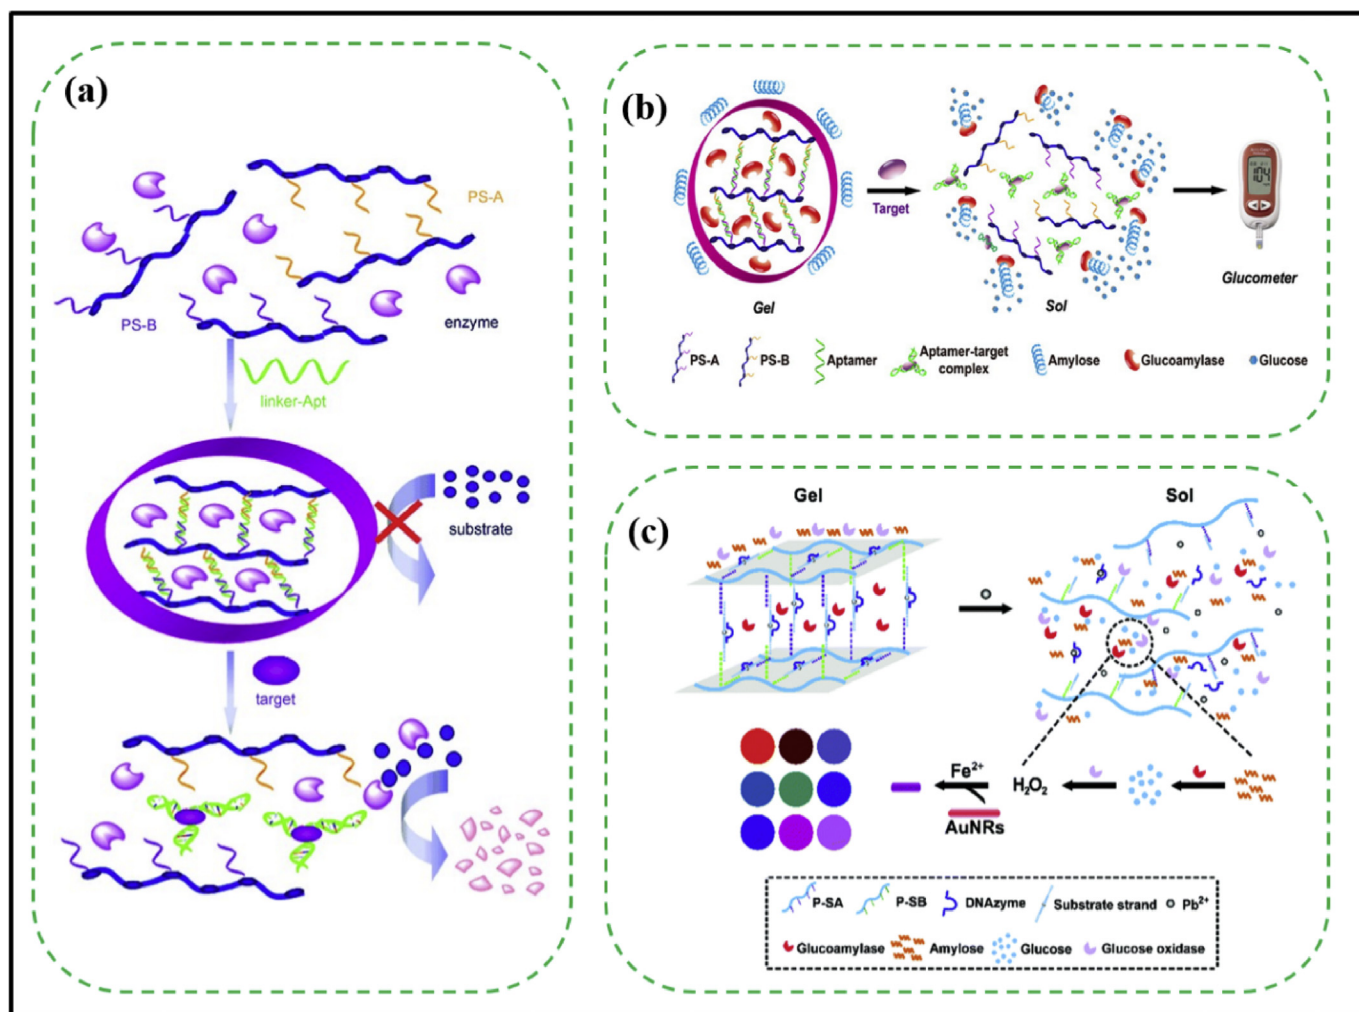 (a)
PS-A
PS-B
enzyme
linker-Apt
substrate
target
(b)
Target
104
Gel
Sol
Glucometer
PS-A
PS-B
Aptamer
Aptamer-target
complex
Amylose
Glucoamylase
Glucose
(c)
Gel
Sol
Fe²⁺
H₂O₂
AuNRs
P-SA
P-SB
DNAzyme
Substrate strand
Pb²⁺
Glucoamylase
Amylose
Glucose
Glucose oxidase